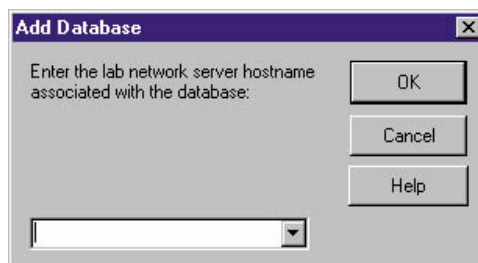 Add Database
Enter the lab network server hostname
associated with the database:
OK
Cancel
Help